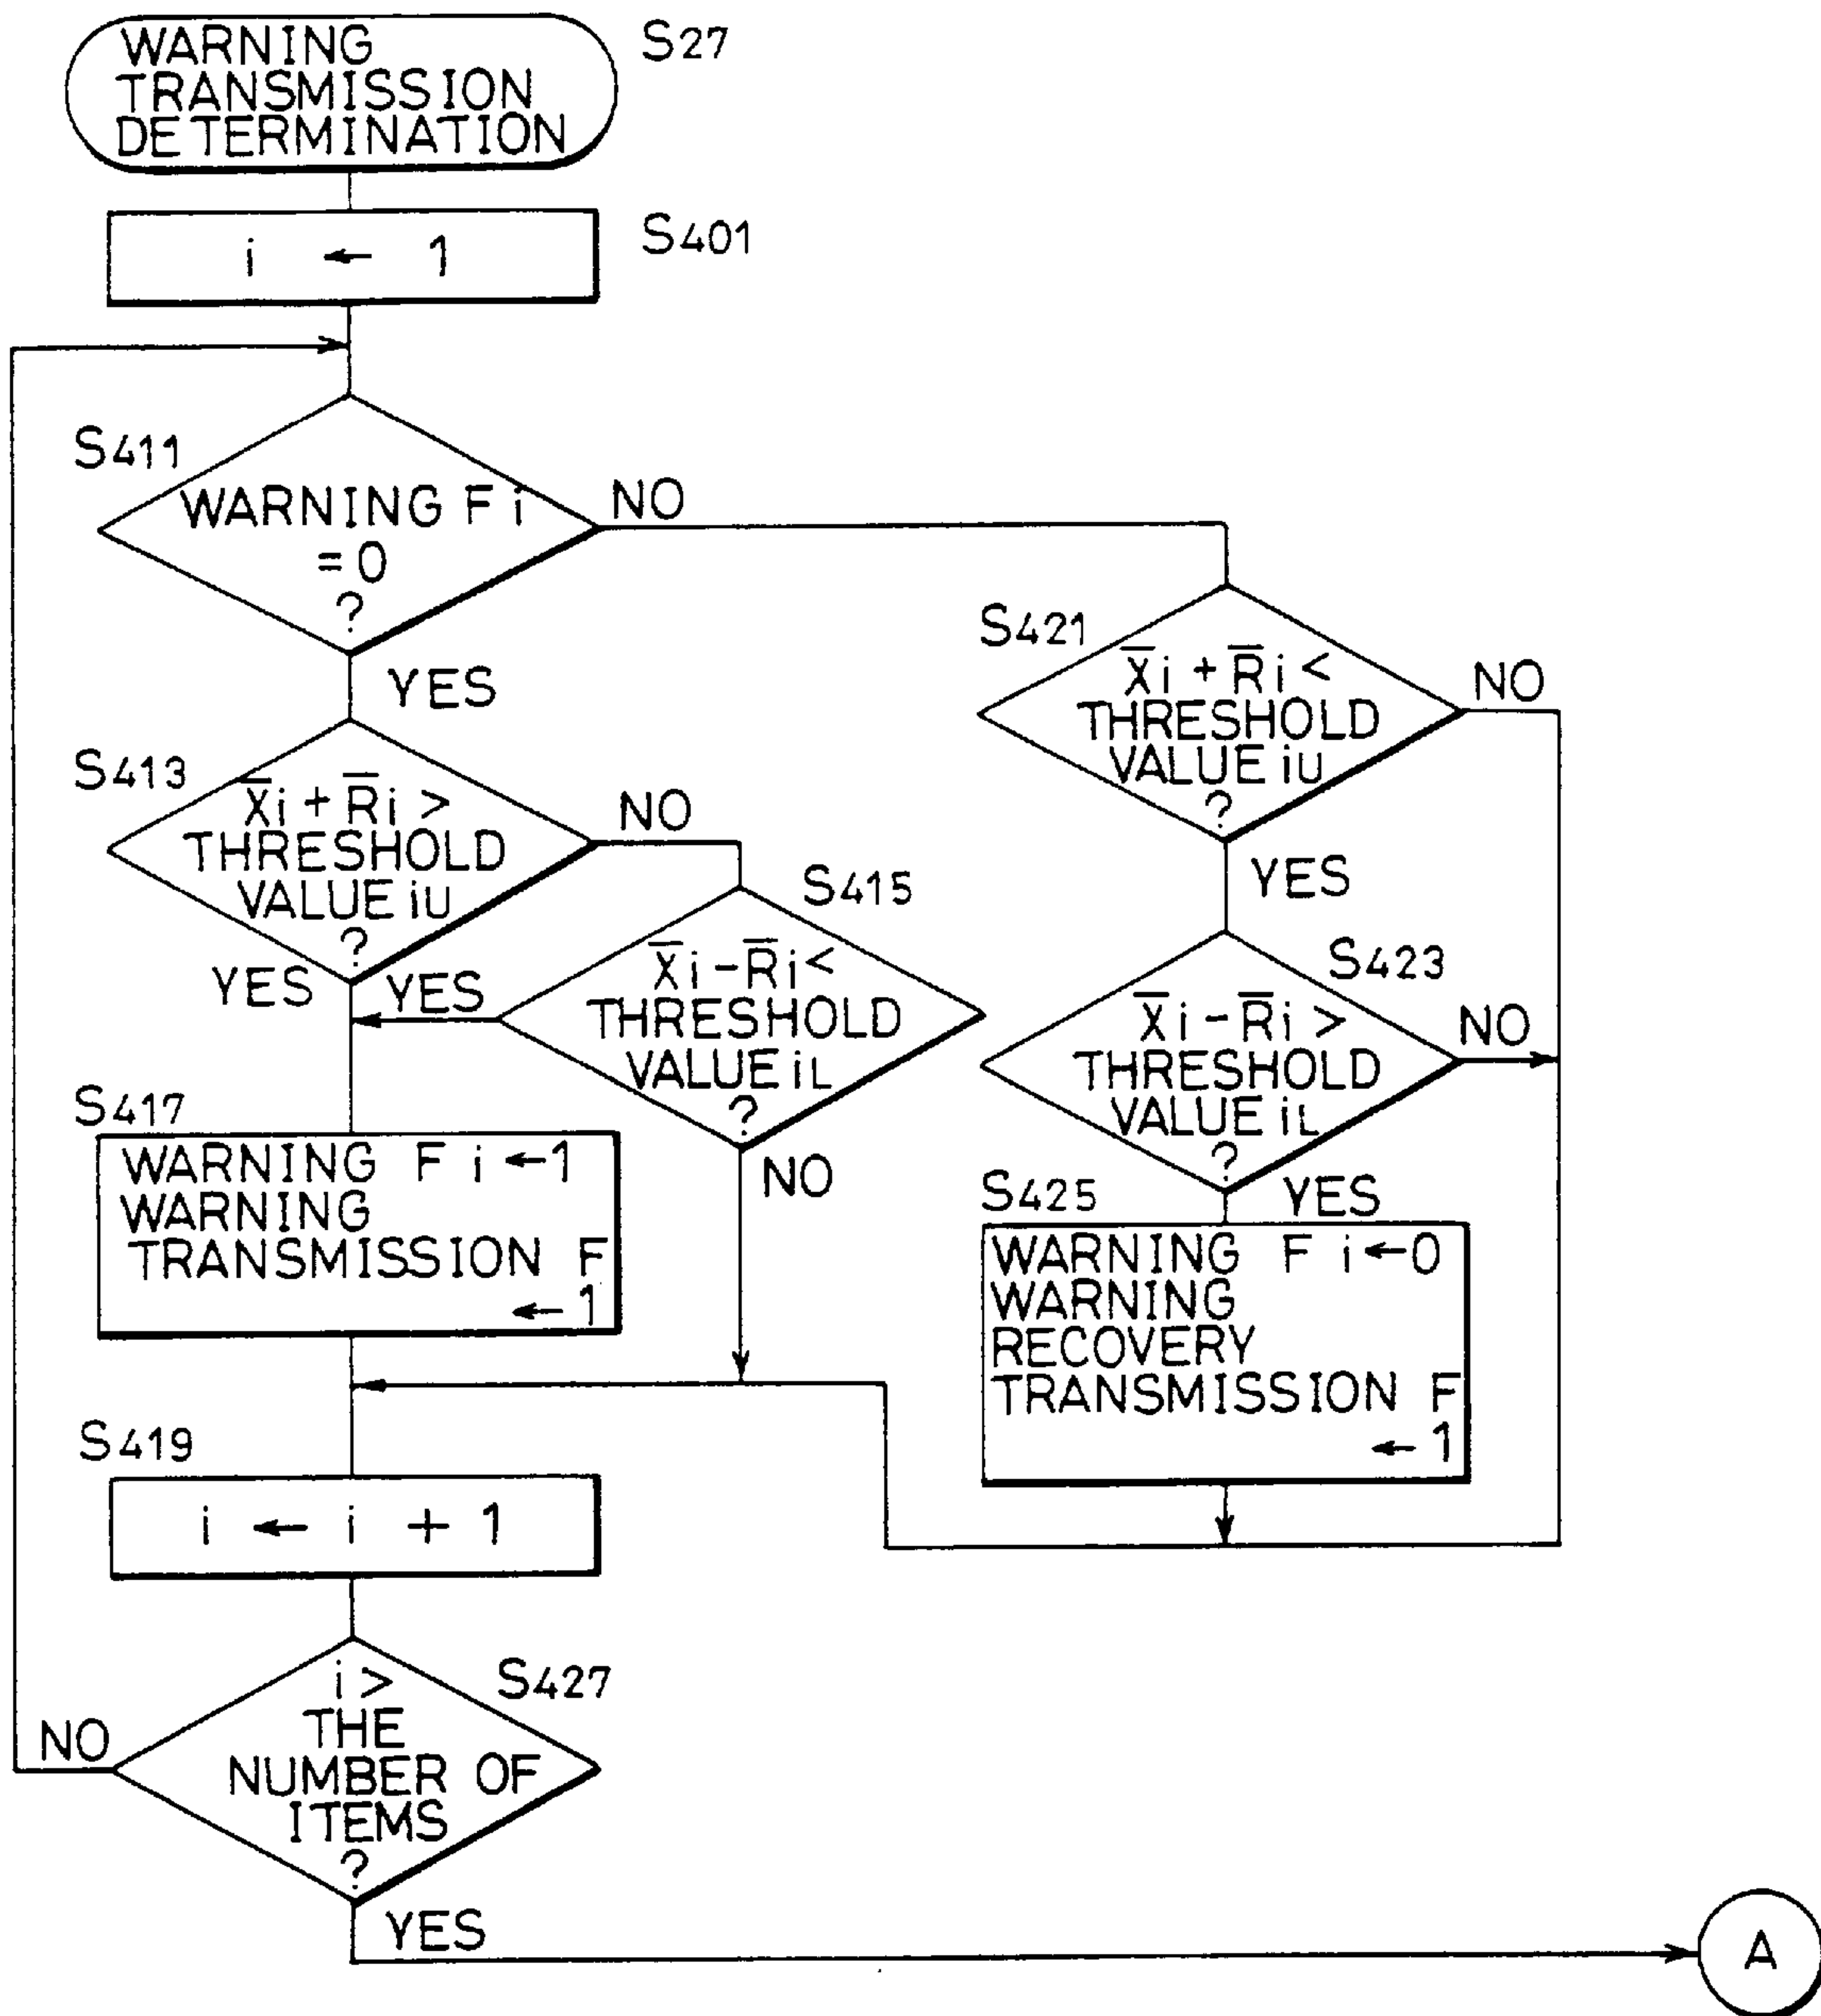 WARNING
TRANSMISSION
DETERMINATION
S27
i ← 1
S401
S411
WARNING F i
= 0
?
NO
YES
S413
X̄i + R̄i >
THRESHOLD
VALUE iU
?
NO
YES
S415
X̄i - R̄i <
THRESHOLD
VALUE iL
?
YES
NO
S421
X̄i + R̄i <
THRESHOLD
VALUE iU
?
NO
YES
S423
X̄i - R̄i >
THRESHOLD
VALUE iL
?
NO
YES
S417
WARNING F i ← 1
WARNING
TRANSMISSION F
← 1
S425
WARNING F i ← 0
WARNING
RECOVERY
TRANSMISSION F
← 1
S419
i ← i + 1
S427
i >
THE
NUMBER OF
ITEMS
?
NO
YES
A